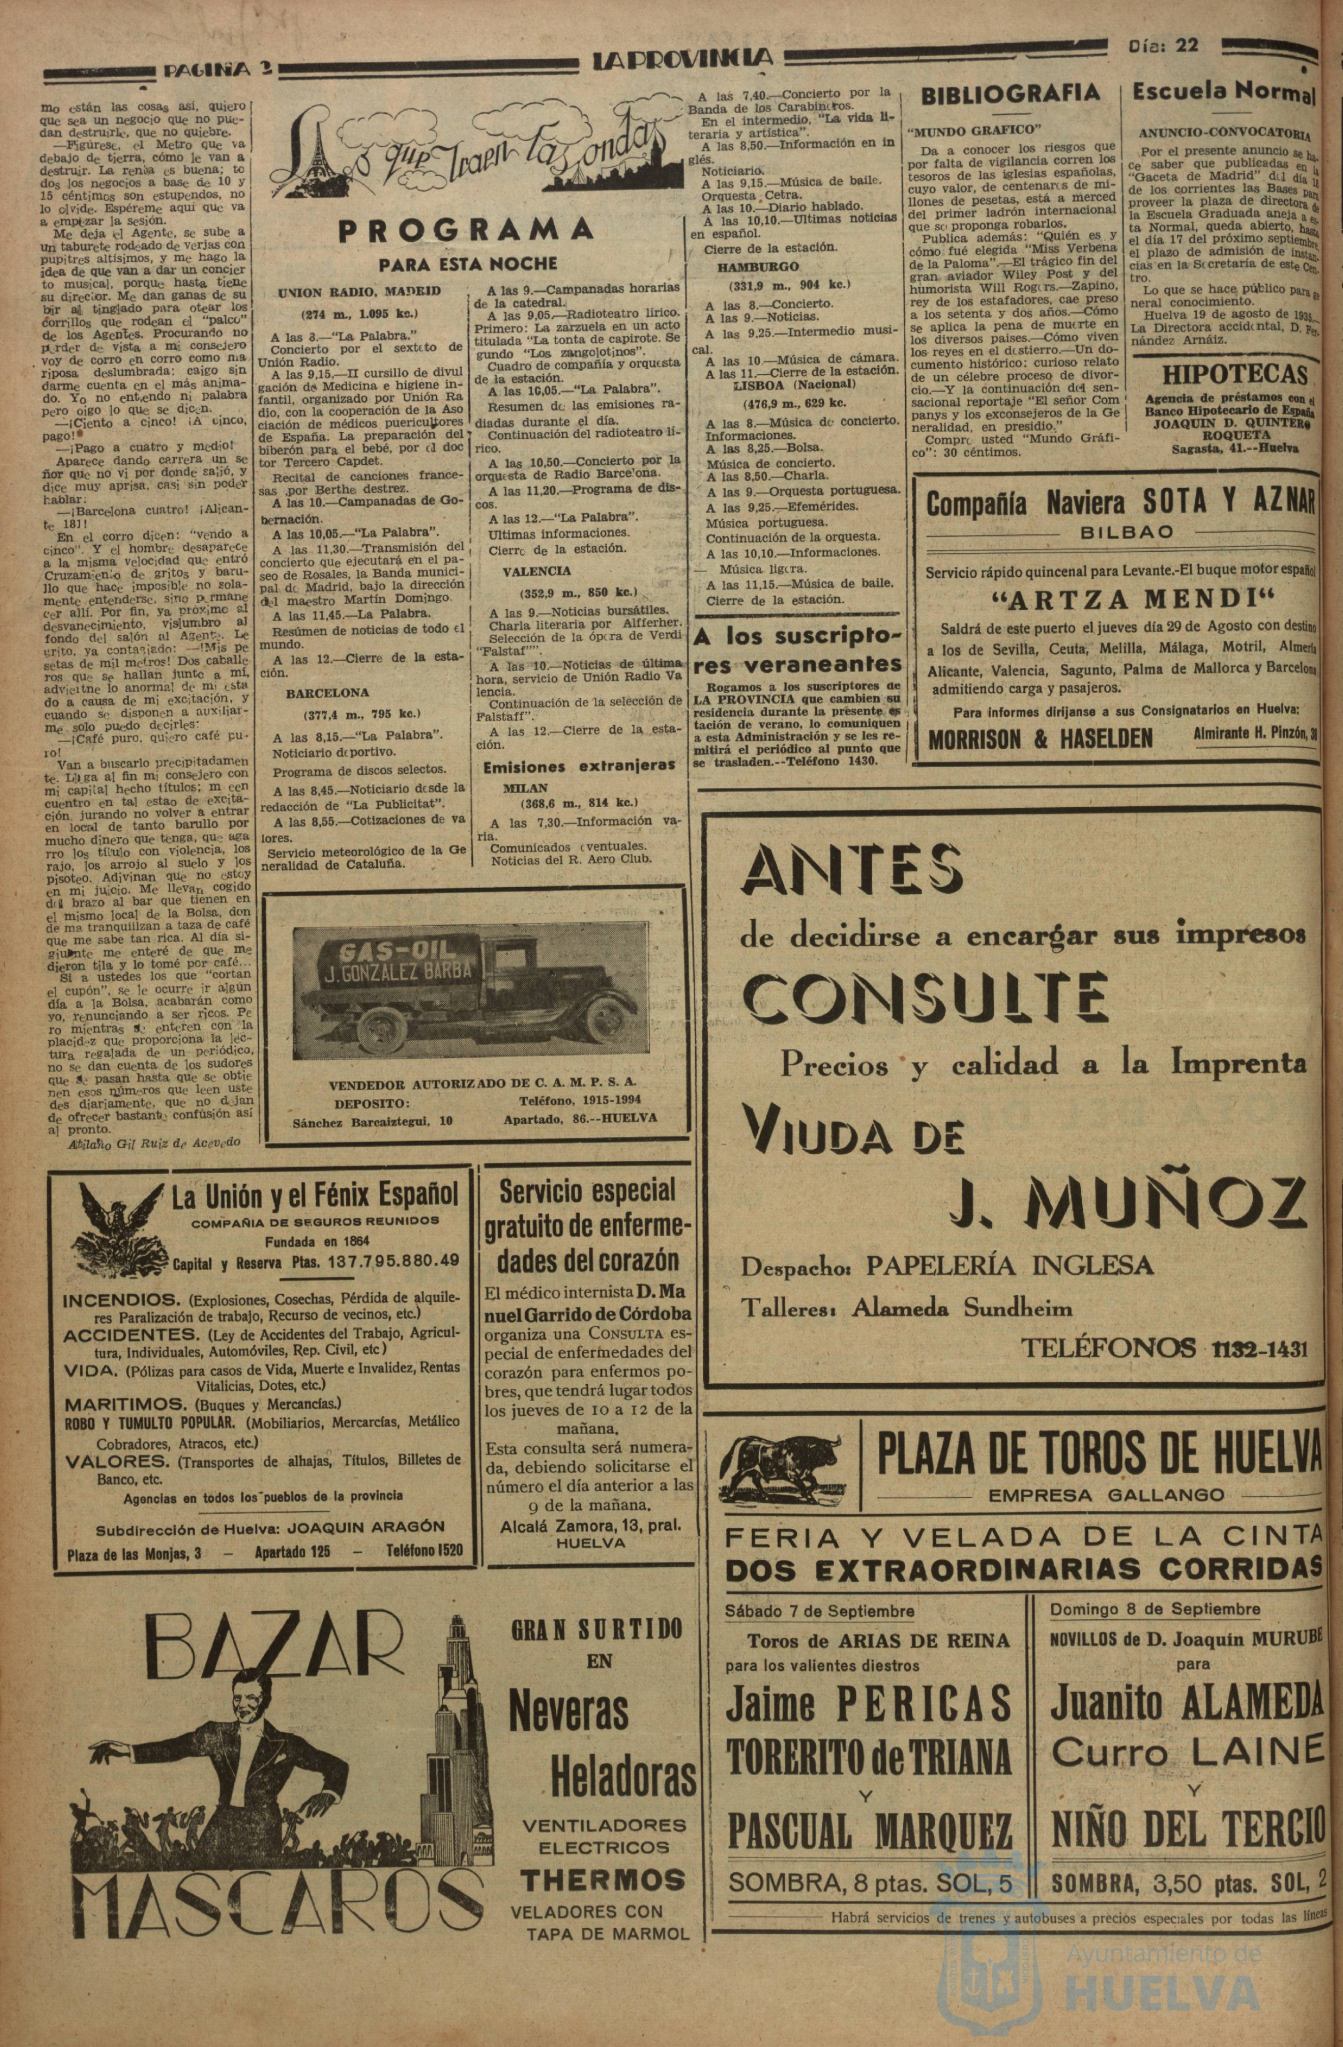 PAGINA 2
LA PROVINCIA
Día: 22
mo están las cosas así, quiero
que sea un negocio que no pue-
dan destruirle, que no quiebre.
—Figúrese, el Metro que va
debajo de tierra, cómo le van a
destruir. La renta es buena; to
dos los negocios a base de 10 y
15 céntimos son estupendos, no
lo olvide. Espéreme aquí que va
a empizar la sesión.
Me deja el Agente, se sube a
un taburete rodeado de verjas con
pupitres altísimos, y me hago la
idea de que van a dar un concier
to musical, porque hasta tiene
su director. Me dan ganas de su
bir al tinglado para otear los
corrillos que rodean el "palco"
de los Agentes. Procurando no
perder de vista a mi consejero
voy de corro en corro como ma
riposa deslumbrada: caigo sin
darme cuenta en el más anima-
do. Yo no entiendo ni palabra
pero oigo lo que se dicen.
—¡Ciento a cinco! ¡A cinco,
pago!
—¡Pago a cuatro y medio!
Aparece dando carrera un se
ñor que no vi por donde salió, y
dice muy aprisa, casi sin poder
hablar:
—¡Barcelona cuatro! ¡Alican-
te 181!
En el corro dicen: "vendo a
cinco". Y el hombre desaparece
a la misma velocidad que entró
Cruzamiento de gritos y baru-
llo que hace imposible no sola-
mente entenderse, sino permane
cer allí. Por fin, ya próximo al
desvanecimiento, vislumbro al
fondo del salón al Agente. Le
grito, ya contagiado: —¡Mis pe
setas de mil metros! Dos caballe
ros que se hallan junto a mí,
advierten lo anormal de mi esta
do a causa de mi excitación, y
cuando se disponen a auxiliar-
me sólo puedo decirles:
—¡Café puro, quiero café pu-
ro!
Van a buscarlo precipitadamen
te. Llega al fin mi consejero con
mi capital hecho títulos; m een
cuentro en tal estao de excita-
ción, jurando no volver a entrar
en local de tanto barullo por
mucho dinero que tenga, que aga
rro los título con violencia, los
rajo, los arrojo al suelo y los
pisoteo. Adivinan que no estoy
en mi juicio. Me llevan cogido
del brazo al bar que tienen en
el mismo local de la Bolsa, don
de ma tranquiilzan a taza de café
que me sabe tan rica. Al día si-
giuente me enteré de que me
dieron tila y lo tomé por café...
Si a ustedes los que "cortan
el cupón", se le ocurre ir algún
día a la Bolsa, acabarán como
yo, renunciando a ser ricos. Pe
ro mientras se enteren con la
placidez que proporciona la lec-
tura regalada de un periódico,
no se dan cuenta de los sudores
que se pasan hasta que se obtie
nen esos números que leen uste
des diariamente, que no dejan
de ofrecer bastante confusión así
al pronto.
Atilano Gil Ruiz de Acevedo
Lo que traen las ondas
PROGRAMA
PARA ESTA NOCHE
UNION RADIO, MADRID
(274 m., 1.095 kc.)
A las 8.—"La Palabra."
Concierto por el sexteto de
Unión Radio.
A las 9,15.—II cursillo de divul
gación de Medicina e higiene in-
fantil, organizado por Unión Ra
dio, con la cooperación de la Aso
ciación de médicos puericultores
de España. La preparación del
biberón para el bebé, por el doc
tor Tercero Capdet.
Recital de canciones france-
sas ,por Berthe destrez.
A las 10.—Campanadas de Go-
bernación.
A las 10,05.—"La Palabra".
A las 11,30.—Transmisión del
concierto que ejecutará en el pa-
seo de Rosales, la Banda munici-
pal de Madrid, bajo la dirección
del maestro Martín Domingo.
A las 11,45.—La Palabra.
Resúmen de noticias de todo el
mundo.
A las 12.—Cierre de la esta-
ción.
BARCELONA
(377,4 m., 795 kc.)
A las 8,15.—"La Palabra".
Noticiario deportivo.
Programa de discos selectos.
A las 8,45.—Noticiario desde la
redacción de "La Publicitat".
A las 8,55.—Cotizaciones de va
lores.
Servicio meteorológico de la Ge
neralidad de Cataluña.
A las 9.—Campanadas horarias
de la catedral.
A las 9,05.—Radioteatro lírico.
Primero: La zarzuela en un acto
titulada "La tonta de capirote. Se
gundo "Los zangolotinos".
Cuadro de compañía y orquesta
de la estación.
A las 10,05.—"La Palabra".
Resumen de las emisiones ra-
diadas durante el día.
Continuación del radioteatro lí-
rico.
A las 10,50.—Concierto por la
orquesta de Radio Barcelona.
A las 11,20.—Programa de dis-
cos.
A las 12.—"La Palabra".
Ultimas informaciones.
Cierre de la estación.
VALENCIA
(352,9 m., 850 kc.)
A las 9.—Noticias bursátiles.
Charla literaria por Alfferher.
Selección de la ópera de Verdi
"Falstaf"".
A las 10.—Noticias de última
hora, servicio de Unión Radio Va
lencia.
Continuación de la selección de
Falstaff".
A las 12.—Cierre de la esta-
ción.
Emisiones extranjeras
MILAN
(368,6 m., 814 kc.)
A las 7,30.—Información va-
ria.
Comunicados eventuales.
Noticias del R. Aero Club.
A las 7,40.—Concierto por la
Banda de los Carabineros.
En el intermedio, "La vida li-
teraria y artística".
A las 8,50.—Información en in
glés.
Noticiario.
A las 9,15.—Música de baile.
Orquesta Cetra.
A las 10.—Diario hablado.
A las 10,10.—Ultimas noticias
en español.
Cierre de la estación.
HAMBURGO
(331,9 m., 904 kc.)
A las 8.—Concierto.
A las 9.—Noticias.
A las 9,25.—Intermedio musi-
cal.
A las 10.—Música de cámara.
A las 11.—Cierre de la estación.
LISBOA (Nacional)
(476,9 m., 629 kc.
A las 8.—Música de concierto.
Informaciones.
A las 8,25.—Bolsa.
Música de concierto.
A las 8,50.—Charla.
A las 9.—Orquesta portuguesa.
A las 9,25.—Efemérides.
Música portuguesa.
Continuación de la orquesta.
A las 10,10.—Informaciones.
— Música ligera.
A las 11,15.—Música de baile.
Cierre de la estación.
A los suscripto-
res veraneantes
Rogamos a los suscriptores de
LA PROVINCIA que cambien su
residencia durante la presente es
tación de verano, lo comuniquen
a esta Administración y se les re-
mitirá el periódico al punto que
se trasladen.--Teléfono 1430.
BIBLIOGRAFIA
"MUNDO GRAFICO"
Da a conocer los riesgos que
por falta de vigilancia corren los
tesoros de las iglesias españolas,
cuyo valor, de centenares de mi-
llones de pesetas, está a merced
del primer ladrón internacional
que se proponga robarlos.
Publica además: "Quién es y
cómo fué elegida "Miss Verbena
de la Paloma".—El trágico fin del
gran aviador Wiley Post y del
humorista Will Rogers.—Zapino,
rey de los estafadores, cae preso
a los setenta y dos años.—Cómo
se aplica la pena de muerte en
los diversos países.—Cómo viven
los reyes en el destierro.—Un do-
cumento histórico: curioso relato
de un célebre proceso de divor-
cio.—Y la continuación del sen-
sacional reportaje "El señor Com
panys y los exconsejeros de la Ge
neralidad, en presidio."
Compre usted "Mundo Gráfi-
co": 30 céntimos.
Escuela Normal
ANUNCIO-CONVOCATORIA
Por el presente anuncio se ha-
ce saber que publicadas en la
"Gaceta de Madrid" del día 18
de los corrientes las Bases para
proveer la plaza de directora de
la Escuela Graduada aneja a es-
ta Normal, queda abierto, hasta
el día 17 del próximo septiembre,
el plazo de admisión de instan-
cias en la Secretaría de este Cen-
tro.
Lo que se hace público para ge
neral conocimiento.
Huelva 19 de agosto de 1935.—
La Directora accidental, D. Fer-
nández Arnáiz.
HIPOTECAS
Agencia de préstamos con el
Banco Hipotecario de España
JOAQUIN D. QUINTERO
ROQUETA
Sagasta, 41.--Huelva
Compañía Naviera SOTA Y AZNAR
BILBAO
Servicio rápido quincenal para Levante.-El buque motor español
"ARTZA MENDI"
Saldrá de este puerto el jueves día 29 de Agosto con destino
a los de Sevilla, Ceuta, Melilla, Málaga, Motril, Almería
Alicante, Valencia, Sagunto, Palma de Mallorca y Barcelona
admitiendo carga y pasajeros.
Para informes diríjanse a sus Consignatarios en Huelva:
MORRISON & HASELDEN Almirante H. Pinzón,
GAS-OIL
J. GONZALEZ BARBA
VENDEDOR AUTORIZADO DE C. A. M. P. S. A.
DEPOSITO: Teléfono, 1915-1994
Sánchez Barcaiztegui, 10 Apartado, 86.--HUELVA
ANTES
de decidirse a encargar sus impresos
CONSULTE
Precios y calidad a la Imprenta
VIUDA DE
J. MUÑOZ
Despacho: PAPELERÍA INGLESA
Talleres: Alameda Sundheim
TELÉFONOS 1132-1431
La Unión y el Fénix Español
COMPAÑIA DE SEGUROS REUNIDOS
Fundada en 1864
Capital y Reserva Ptas. 137.795.880.49
INCENDIOS. (Explosiones, Cosechas, Pérdida de alquile-
res Paralización de trabajo, Recurso de vecinos, etc.)
ACCIDENTES. (Ley de Accidentes del Trabajo, Agricul-
tura, Individuales, Automóviles, Rep. Civil, etc)
VIDA. (Pólizas para casos de Vida, Muerte e Invalidez, Rentas
Vitalicias, Dotes, etc.)
MARITIMOS. (Buques y Mercancías.)
ROBO Y TUMULTO POPULAR. (Mobiliarios, Mercarcías, Metálico
Cobradores, Atracos, etc.)
VALORES. (Transportes de alhajas, Títulos, Billetes de
Banco, etc.
Agencias en todos los pueblos de la provincia
Subdirección de Huelva: JOAQUIN ARAGÓN
Plaza de las Monjas, 3 — Apartado 125 — Teléfono 1520
Servicio especial
gratuito de enferme-
dades del corazón
El médico internista D. Ma
nuel Garrido de Córdoba
organiza una CONSULTA es-
pecial de enfermedades del
corazón para enfermos po-
bres, que tendrá lugar todos
los jueves de 10 a 12 de la
mañana.
Esta consulta será numera-
da, debiendo solicitarse el
número el día anterior a las
9 de la mañana.
Alcalá Zamora, 13, pral.
HUELVA
BAZAR
MASCAROS
GRAN SURTIDO
EN
Neveras
Heladoras
VENTILADORES
ELECTRICOS
THERMOS
VELADORES CON
TAPA DE MARMOL
PLAZA DE TOROS DE HUELVA
EMPRESA GALLANGO
FERIA Y VELADA DE LA CINTA
DOS EXTRAORDINARIAS CORRIDAS
Sábado 7 de Septiembre
Toros de ARIAS DE REINA
para los valientes diestros
Jaime PERICAS
TORERITO de TRIANA
Y
PASCUAL MARQUEZ
SOMBRA, 8 ptas. SOL, 5
Domingo 8 de Septiembre
NOVILLOS de D. Joaquín MURUBE
para
Juanito ALAMEDA
Curro LAINE
Y
NIÑO DEL TERCIO
SOMBRA, 3,50 ptas. SOL, 2
Habrá servicios de trenes y autobuses a precios especiales por todas las líneas
Ayuntamiento de
HUELVA